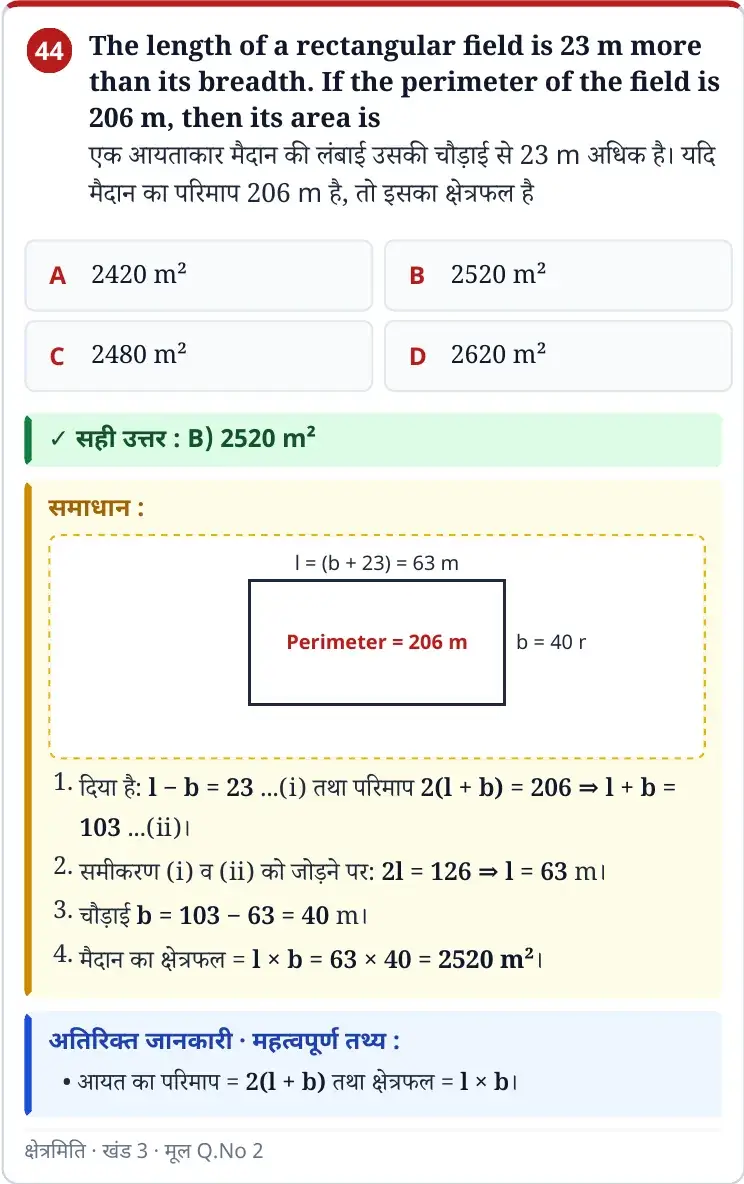 44
The length of a rectangular field is 23 m more
than its breadth. If the perimeter of the field is
206 m, then its area is
एक आयताकार मैदान की लंबाई उसकी चौड़ाई से 23 m अधिक है। यदि
मैदान का परिमाप 206 m है, तो इसका क्षेत्रफल है
A 2420 m²
B 2520 m²
C 2480 m²
D 2620 m²
✓ सही उत्तर : B) 2520 m²
समाधान :
l = (b + 23) = 63 m
Perimeter = 206 m
b = 40 r
1. दिया है: l − b = 23 ...(i) तथा परिमाप 2(l + b) = 206 ⇒ l + b =
103 ...(ii)।
2. समीकरण (i) व (ii) को जोड़ने पर: 2l = 126 ⇒ l = 63 m।
3. चौड़ाई b = 103 − 63 = 40 m।
4. मैदान का क्षेत्रफल = l × b = 63 × 40 = 2520 m²।
अतिरिक्त जानकारी · महत्वपूर्ण तथ्य :
• आयत का परिमाप = 2(l + b) तथा क्षेत्रफल = l × b।
क्षेत्रमिति · खंड 3 · मूल Q.No 2